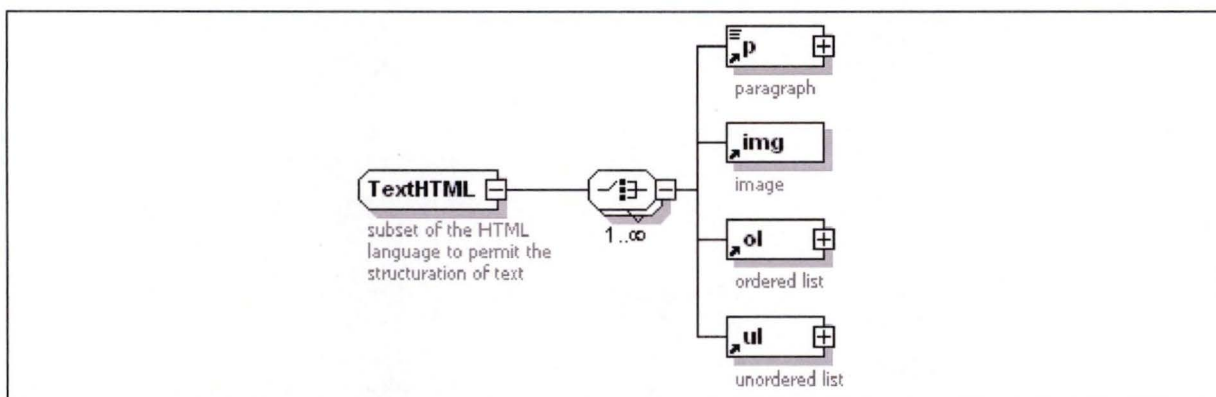 p
paragraph
img
image
TextHTML
subset of the HTML
language to permit the
structuration of text
1..∞
ol
ordered list
ul
unordered list